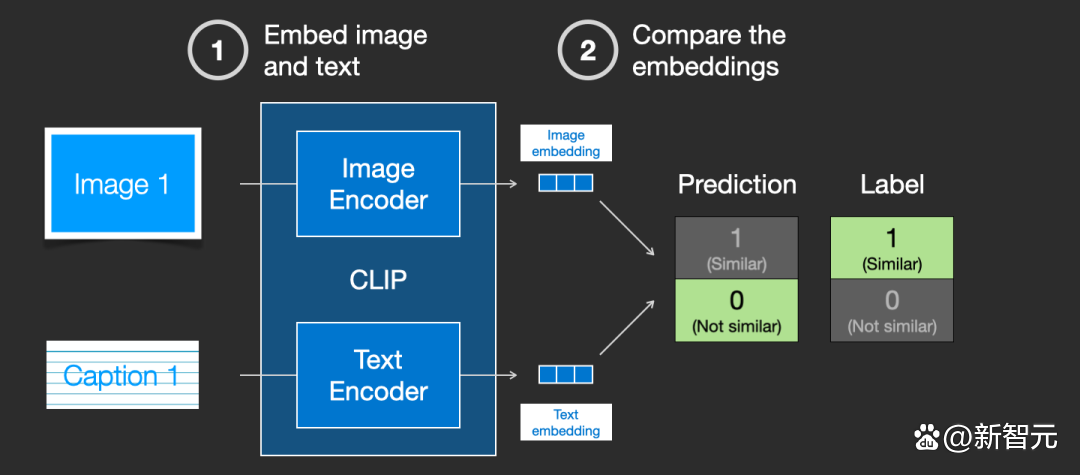 1
Embed image
and text
2
Compare the
embeddings
Image 1
Image
Encoder
CLIP
Caption 1
Text
Encoder
Image
embedding
Text
embedding
Prediction
1
(Similar)
0
(Not similar)
Label
1
(Similar)
0
(Not similar)
du
@新智元